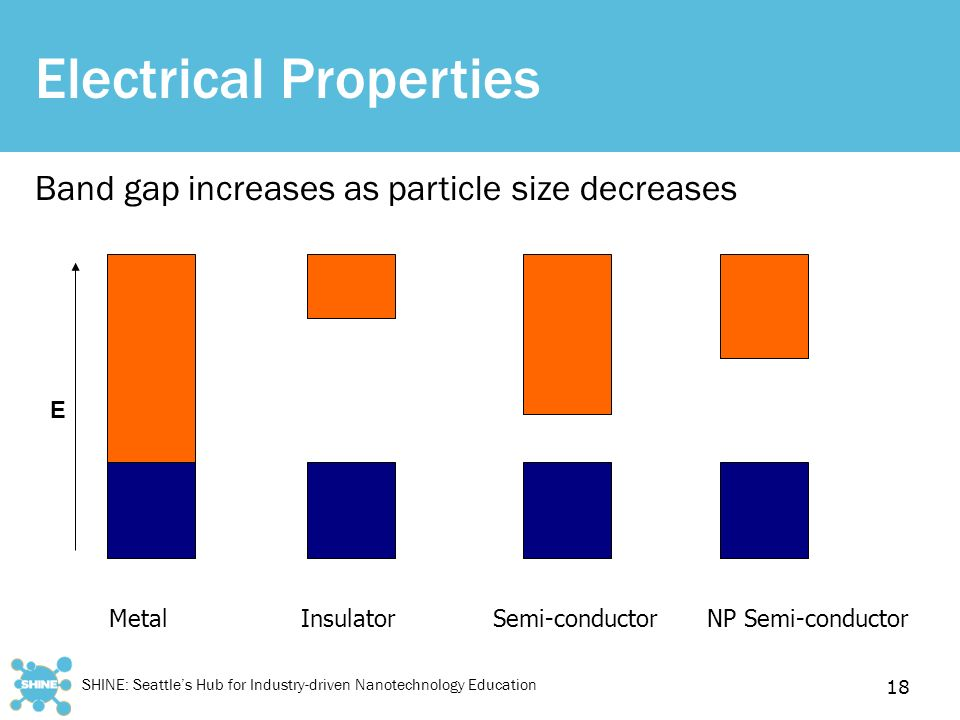 Electrical Properties
Band gap increases as particle size decreases
E
Metal Insulator Semi-conductor NP Semi-conductor
SHINE SHINE: Seattle’s Hub for Industry-driven Nanotechnology Education 18